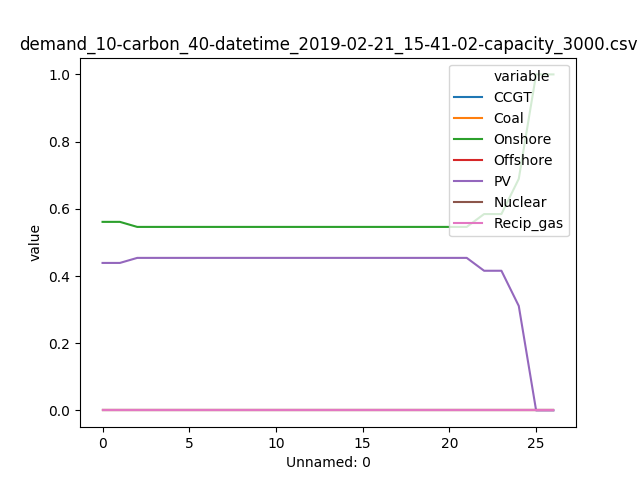 demand_10-carbon_40-datetime_2019-02-21_15-41-02-capacity_3000.csv
value
1.0
0.8
0.6
0.4
0.2
0.0
variable
CCGT
Coal
Onshore
Offshore
PV
Nuclear
Recip_gas
0 5 10 15 20 25
Unnamed: 0